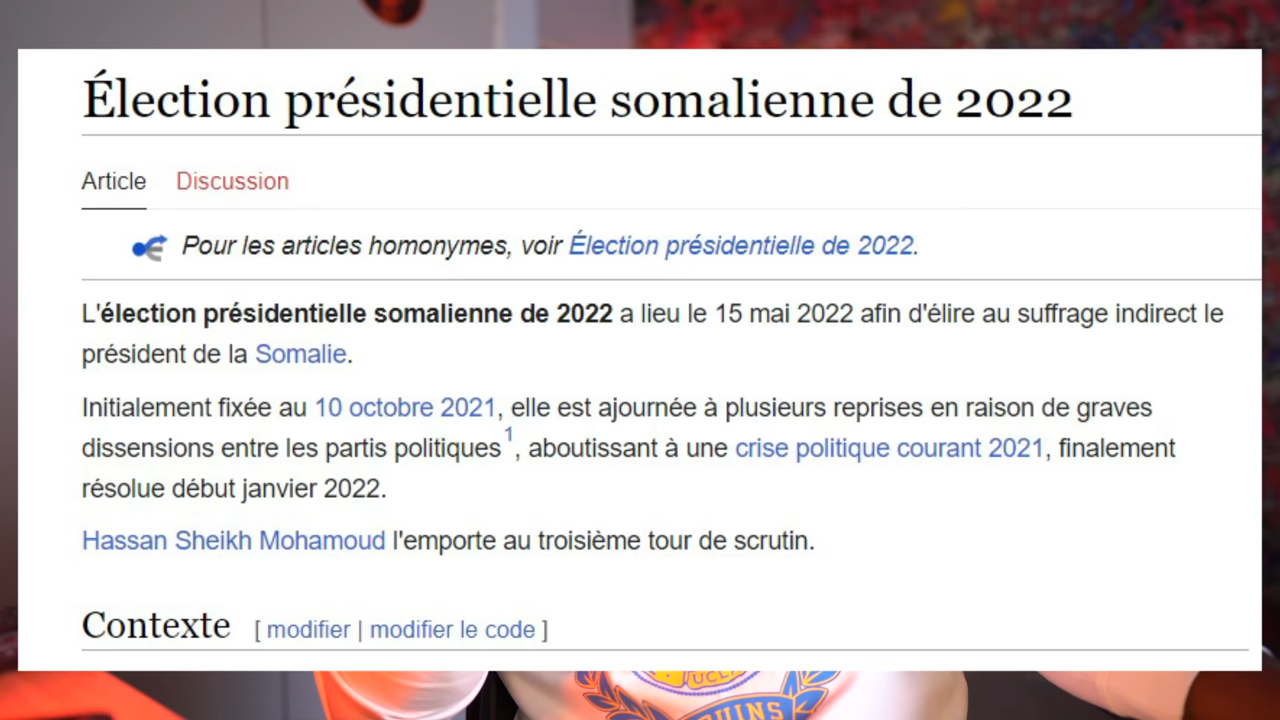 Élection présidentielle somalienne de 2022
Article Discussion
Pour les articles homonymes, voir Élection présidentielle de 2022.
L'élection présidentielle somalienne de 2022 a lieu le 15 mai 2022 afin d'élire au suffrage indirect le
président de la Somalie.
Initialement fixée au 10 octobre 2021, elle est ajournée à plusieurs reprises en raison de graves
dissensions entre les partis politiques1, aboutissant à une crise politique courant 2021, finalement
résolue début janvier 2022.
Hassan Sheikh Mohamoud l'emporte au troisième tour de scrutin.
Contexte [ modifier | modifier le code ]
UCL